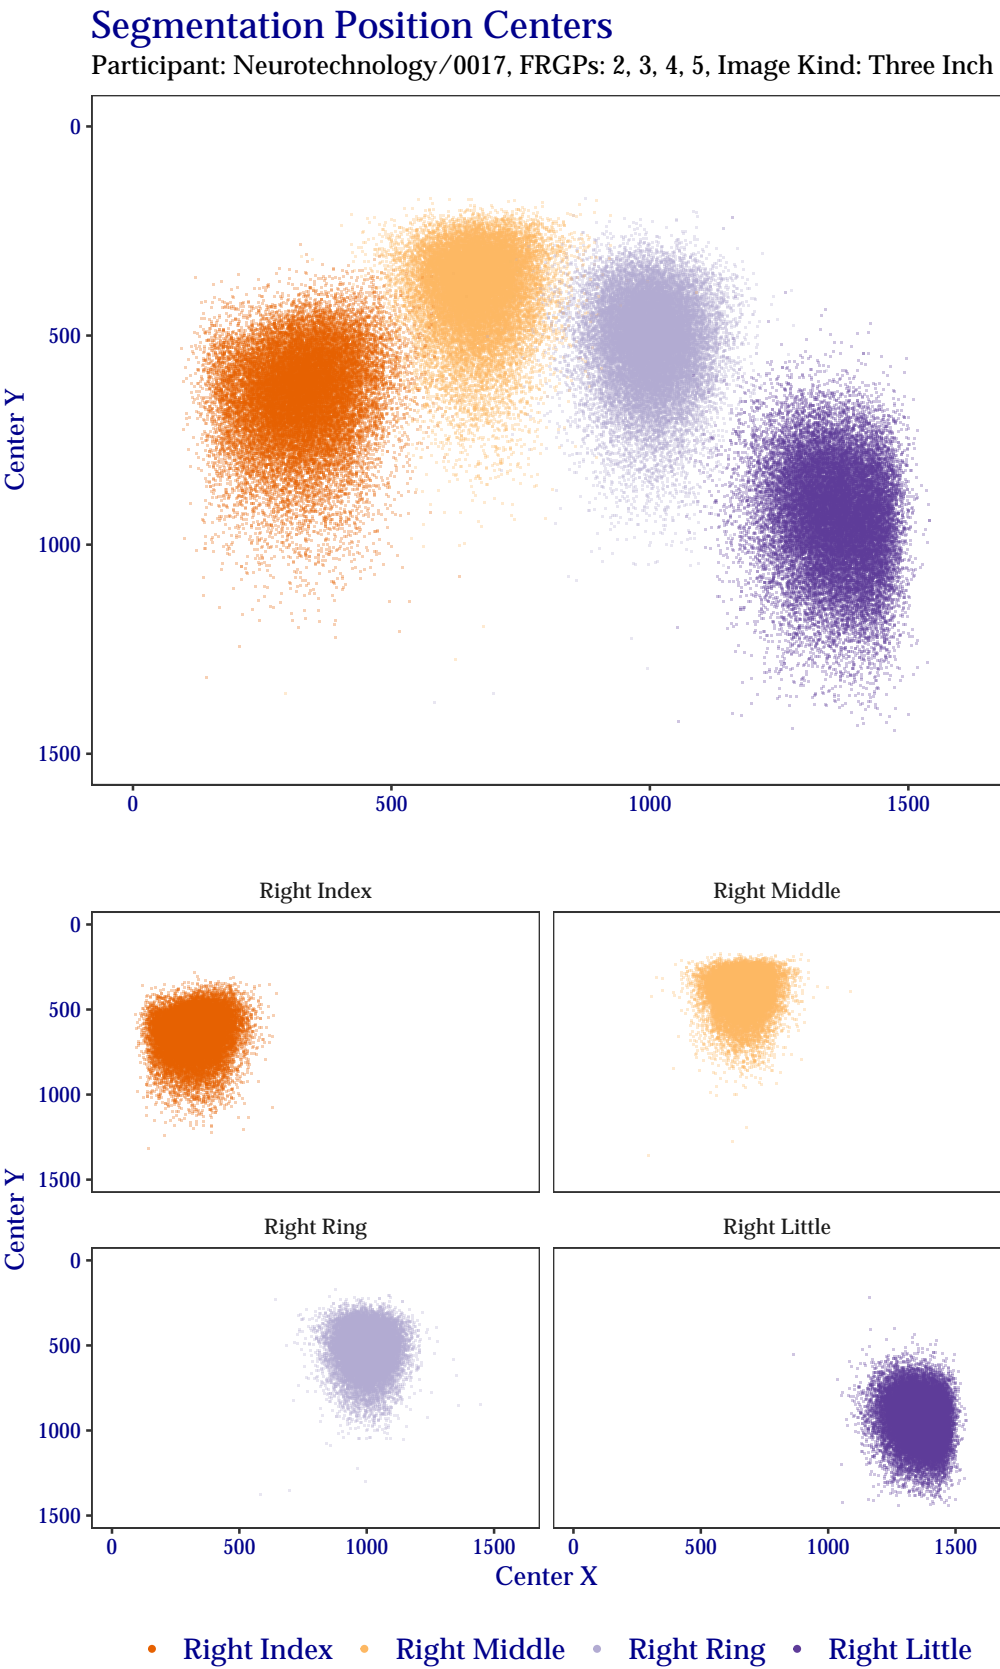 Segmentation Position Centers
Participant: Neurotechnology/0017, FRGPs: 2, 3, 4, 5, Image Kind: Three Inch
0
500
1000
1500
Center Y
0 500 1000 1500
Right Index Right Middle
0
500
1000
1500
Center Y
Right Ring Right Little
0
500
1000
1500
0 500 1000 1500 0 500 1000 1500
Center X
Right Index Right Middle Right Ring Right Little